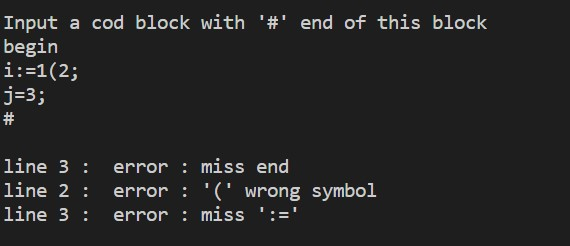 Input a cod block with '#' end of this block
begin
i:=1(2;
j=3;
#
line 3 :  error : miss end
line 2 :  error : '(' wrong symbol
line 3 :  error : miss ':='